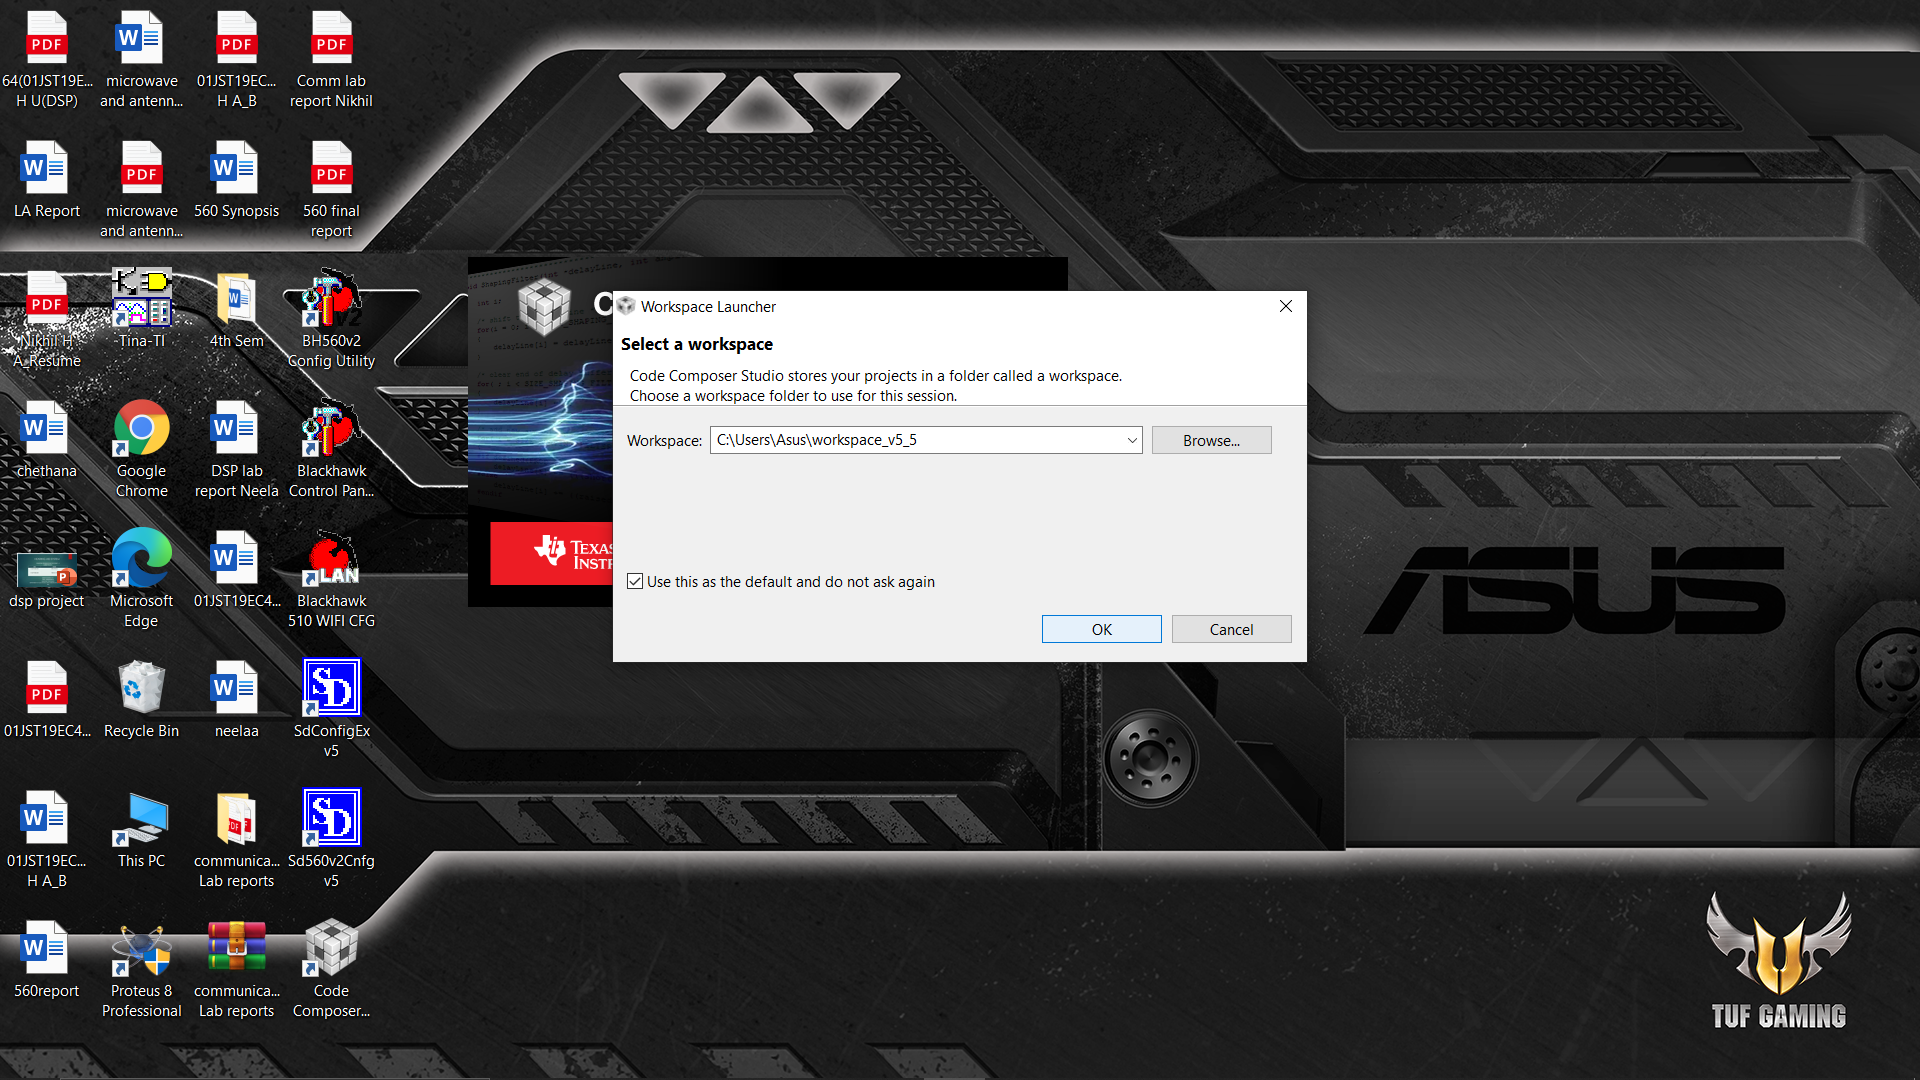 64(01JST19E...
H U(DSP)
microwave
and antenn...
01JST19EC...
H A_B
Comm lab
report Nikhil
LA Report
microwave
and antenn...
560 Synopsis
560 final
report
Nikhil H
A_Resume
Tina-TI
4th Sem
BH560v2
Config Utility
chethana
Google
Chrome
DSP lab
report Neela
Blackhawk
Control Pan...
dsp project
Microsoft
Edge
01JST19EC4...
LAN
Blackhawk
510 WIFI CFG
01JST19EC4...
Recycle Bin
neelaa
SD
SdConfigEx
v5
01JST19EC...
H A_B
This PC
communica...
Lab reports
SD
Sd560v2Cnfg
v5
560report
Proteus 8
Professional
communica...
Lab reports
Code
Composer...
Workspace Launcher
Select a workspace
Code Composer Studio stores your projects in a folder called a workspace.
Choose a workspace folder to use for this session.
Workspace: C:\Users\Asus\workspace_v5_5 Browse...
Use this as the default and do not ask again
OK Cancel
ASUS
TUF GAMING